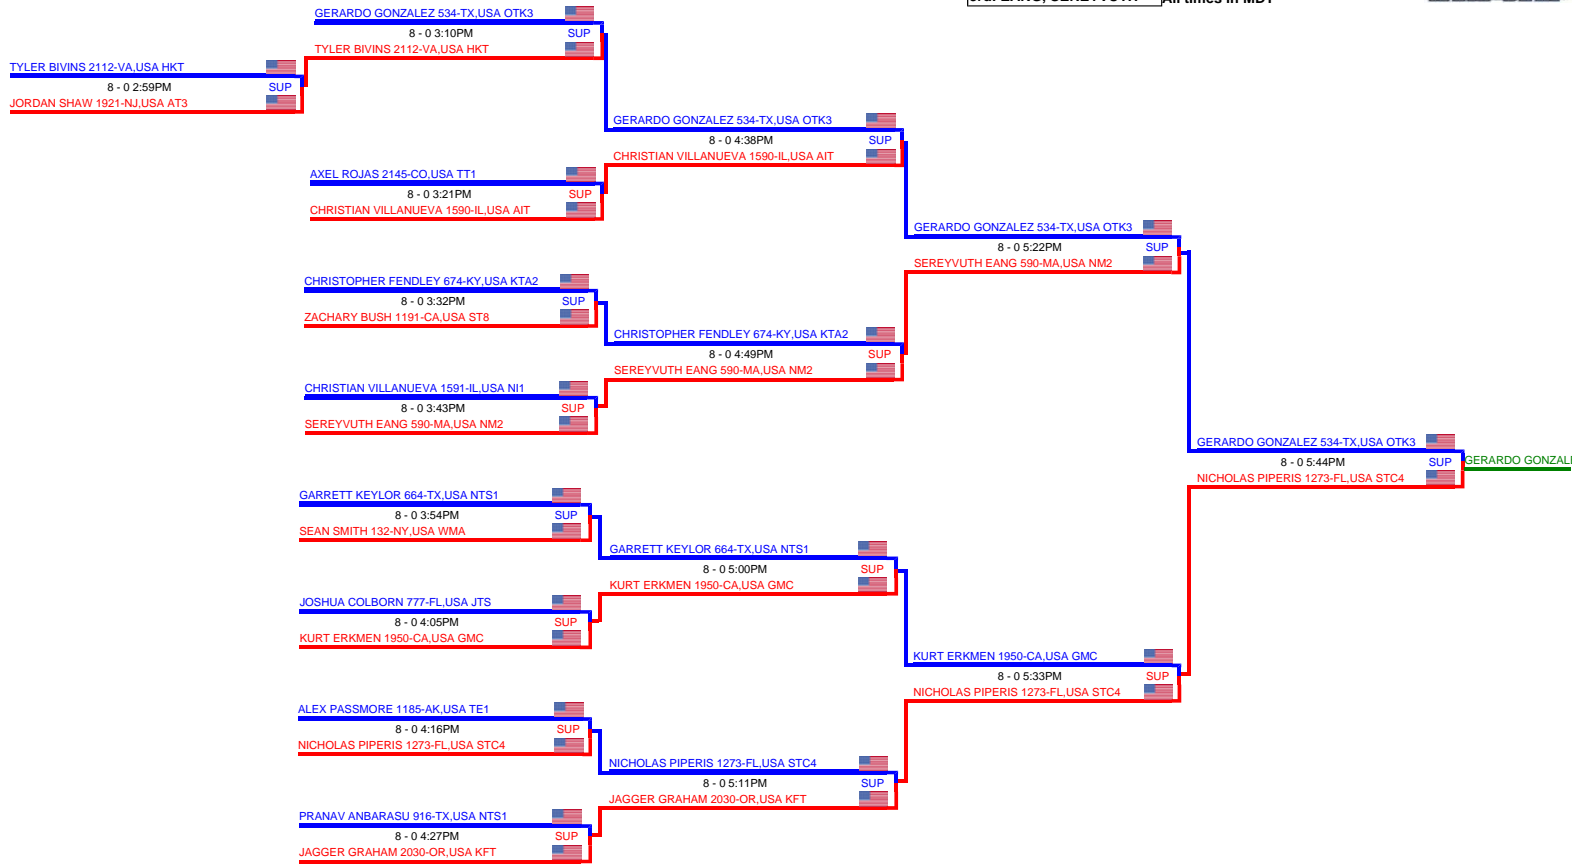 All times in MDT
GERARDO GONZALEZ 534-TX,USA OTK3
8 - 0 3:10PM SUP
TYLER BIVINS 2112-VA,USA HKT
TYLER BIVINS 2112-VA,USA HKT
8 - 0 2:59PM SUP
JORDAN SHAW 1921-NJ,USA AT3
GERARDO GONZALEZ 534-TX,USA OTK3
8 - 0 4:38PM SUP
CHRISTIAN VILLANUEVA 1590-IL,USA AIT
AXEL ROJAS 2145-CO,USA TT1
8 - 0 3:21PM SUP
CHRISTIAN VILLANUEVA 1590-IL,USA AIT
GERARDO GONZALEZ 534-TX,USA OTK3
8 - 0 5:22PM SUP
SEREYVUTH EANG 590-MA,USA NM2
CHRISTOPHER FENDLEY 674-KY,USA KTA2
8 - 0 3:32PM SUP
ZACHARY BUSH 1191-CA,USA ST8
CHRISTOPHER FENDLEY 674-KY,USA KTA2
8 - 0 4:49PM SUP
SEREYVUTH EANG 590-MA,USA NM2
CHRISTIAN VILLANUEVA 1591-IL,USA NI1
8 - 0 3:43PM SUP
SEREYVUTH EANG 590-MA,USA NM2
GERARDO GONZALEZ 534-TX,USA OTK3
8 - 0 5:44PM SUP
GERARDO GONZAL
NICHOLAS PIPERIS 1273-FL,USA STC4
GARRETT KEYLOR 664-TX,USA NTS1
8 - 0 3:54PM SUP
SEAN SMITH 132-NY,USA WMA
GARRETT KEYLOR 664-TX,USA NTS1
8 - 0 5:00PM SUP
KURT ERKMEN 1950-CA,USA GMC
JOSHUA COLBORN 777-FL,USA JTS
8 - 0 4:05PM SUP
KURT ERKMEN 1950-CA,USA GMC
KURT ERKMEN 1950-CA,USA GMC
8 - 0 5:33PM SUP
NICHOLAS PIPERIS 1273-FL,USA STC4
ALEX PASSMORE 1185-AK,USA TE1
8 - 0 4:16PM SUP
NICHOLAS PIPERIS 1273-FL,USA STC4
NICHOLAS PIPERIS 1273-FL,USA STC4
8 - 0 5:11PM SUP
JAGGER GRAHAM 2030-OR,USA KFT
PRANAV ANBARASU 916-TX,USA NTS1
8 - 0 4:27PM SUP
JAGGER GRAHAM 2030-OR,USA KFT